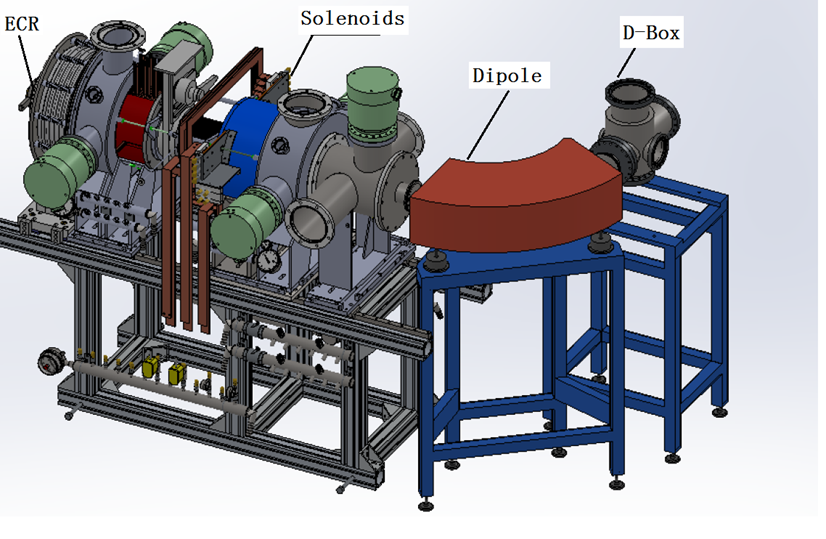 ECR
Solenoids
Dipole
D-Box